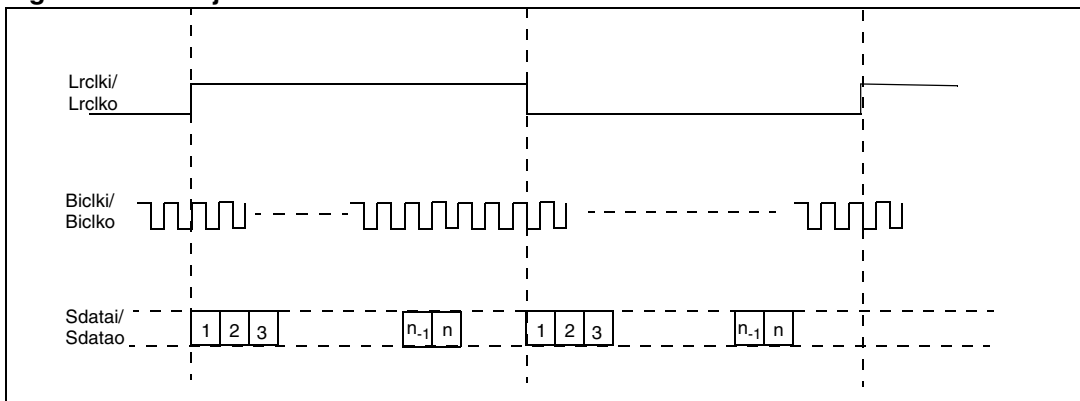 Lrclki/
Lrclko
Biclki/
Biclko
Sdatai/
Sdatao
1 2 3 n-1 n 1 2 3 n-1 n